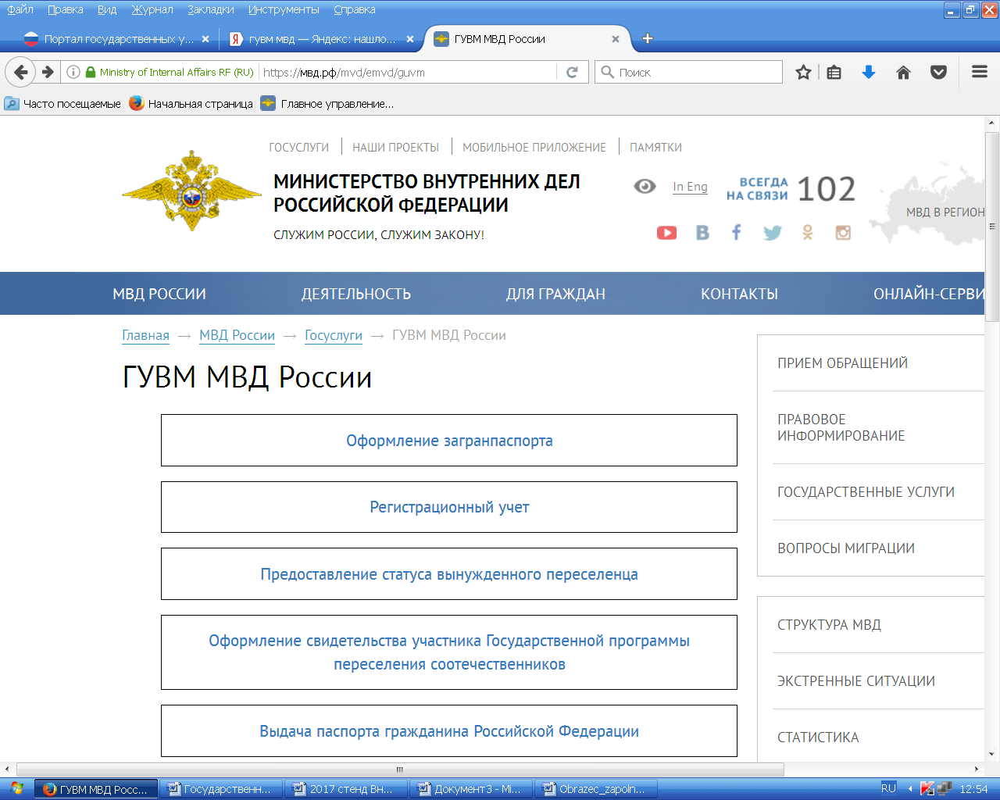 Файл Правка Вид Журнал Закладки Инструменты Справка
Портал государственных у... гувм мвд — Яндекс: нашло... ГУВМ МВД России
Ministry of Internal Affairs RF (RU) https://мвд.рф/mvd/emvd/guvm Поиск
Часто посещаемые Начальная страница Главное управление...
ГОСУСЛУГИ НАШИ ПРОЕКТЫ МОБИЛЬНОЕ ПРИЛОЖЕНИЕ ПАМЯТКИ
МИНИСТЕРСТВО ВНУТРЕННИХ ДЕЛ
РОССИЙСКОЙ ФЕДЕРАЦИИ
СЛУЖИМ РОССИИ, СЛУЖИМ ЗАКОНУ!
In Eng
ВСЕГДА
НА СВЯЗИ
102
МВД В РЕГИОН
МВД РОССИИ ДЕЯТЕЛЬНОСТЬ ДЛЯ ГРАЖДАН КОНТАКТЫ ОНЛАЙН-СЕРВИ
Главная → МВД России → Госуслуги → ГУВМ МВД России
ГУВМ МВД России
Оформление загранпаспорта
Регистрационный учет
Предоставление статуса вынужденного переселенца
Оформление свидетельства участника Государственной программы
переселения соотечественников
Выдача паспорта гражданина Российской Федерации
ПРИЕМ ОБРАЩЕНИЙ
ПРАВОВОЕ
ИНФОРМИРОВАНИЕ
ГОСУДАРСТВЕННЫЕ УСЛУГИ
ВОПРОСЫ МИГРАЦИИ
СТРУКТУРА МВД
ЭКСТРЕННЫЕ СИТУАЦИИ
СТАТИСТИКА
ГУВМ МВД Росс... Государственн... 2017 стенд Вн... Документ3 - Mi... Obrazec_zapoln... RU 12:54